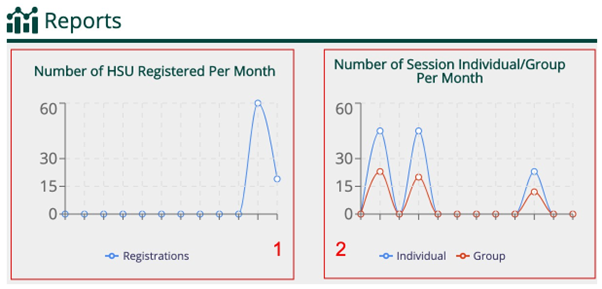 Reports
Number of HSU Registered Per Month
60
30
15
0
Registrations
1
Number of Session Individual/Group
Per Month
60
30
15
0
2
Individual Group